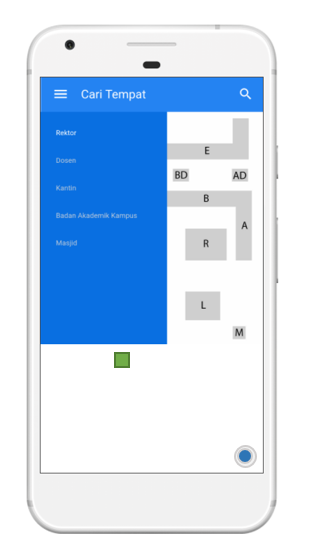 Cari Tempat
Rektor
Dosen
Kantin
Badan Akademik Kampus
Masjid
E
BD
AD
B
A
R
L
M